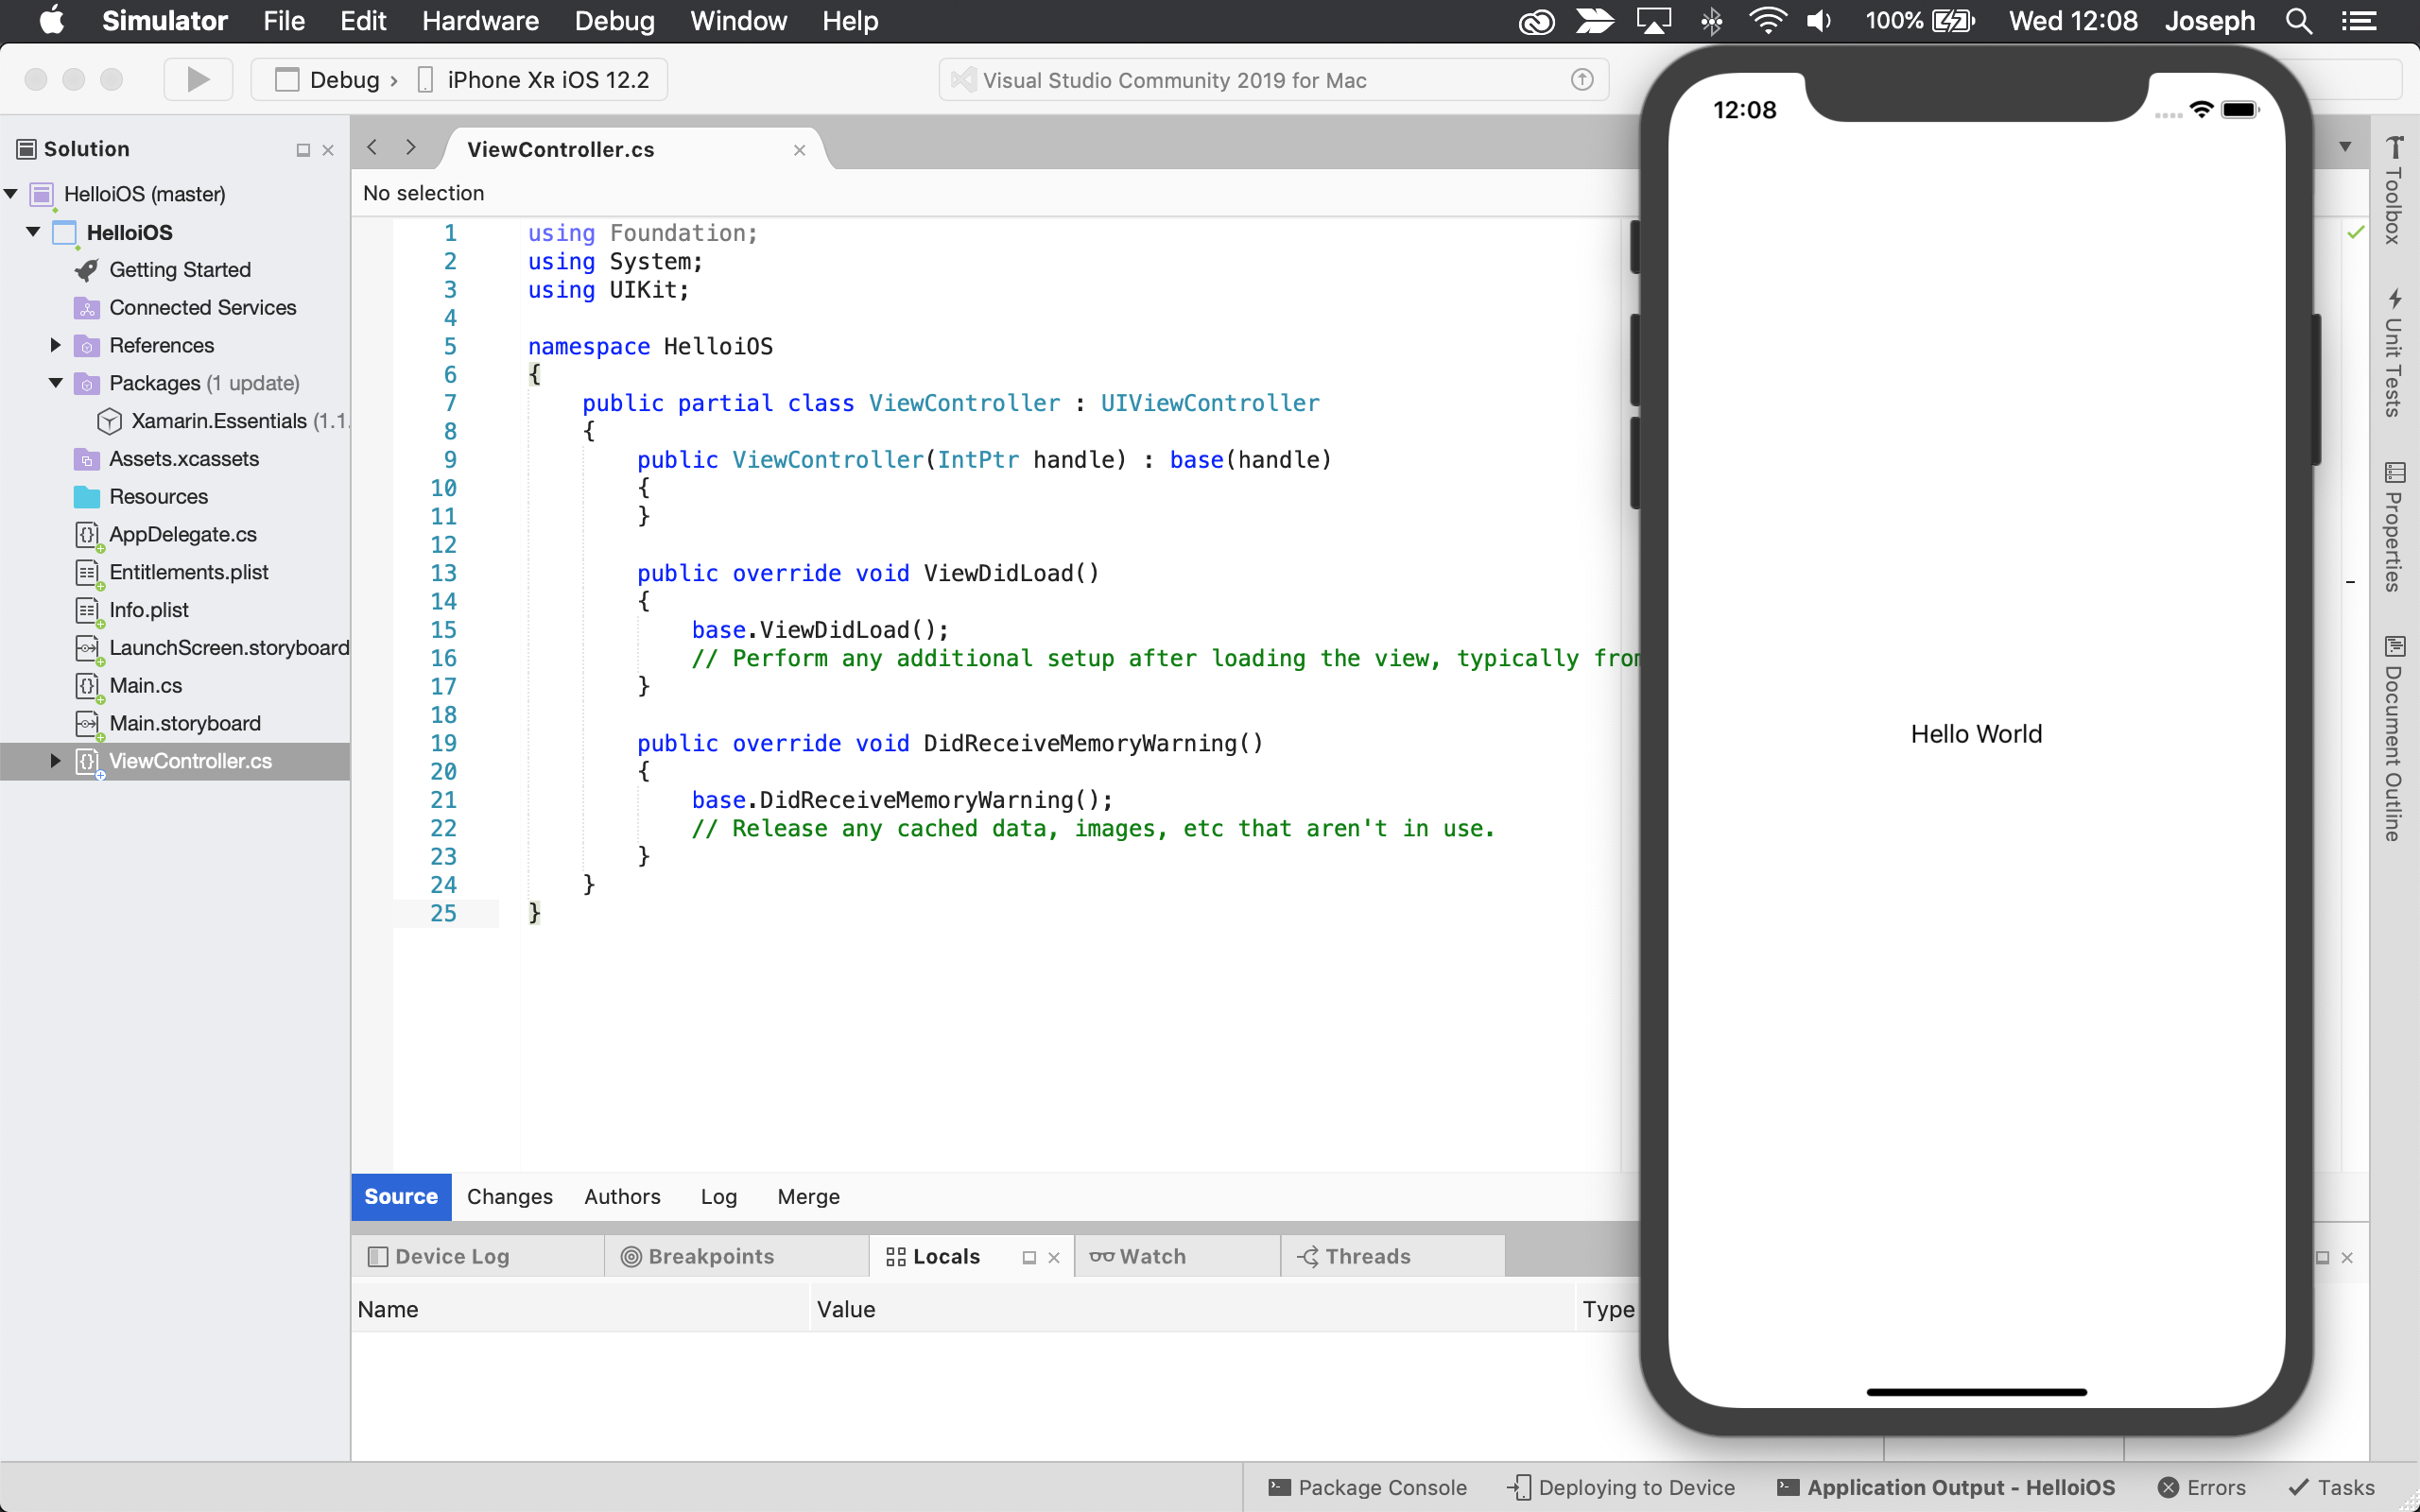 Simulator File Edit Hardware Debug Window Help 100% Wed 12:08 Joseph
Debug › iPhone XR iOS 12.2 Visual Studio Community 2019 for Mac
Solution
HelloiOS (master)
HelloiOS
Getting Started
Connected Services
References
Packages (1 update)
Xamarin.Essentials (1.1.
Assets.xcassets
Resources
AppDelegate.cs
Entitlements.plist
Info.plist
LaunchScreen.storyboard
Main.cs
Main.storyboard
ViewController.cs
ViewController.cs
No selection
1 using Foundation;
2 using System;
3 using UIKit;
4
5 namespace HelloiOS
6 {
7 public partial class ViewController : UIViewController
8 {
9 public ViewController(IntPtr handle) : base(handle)
10 {
11 }
12
13 public override void ViewDidLoad()
14 {
15 base.ViewDidLoad();
16 // Perform any additional setup after loading the view, typically from
17 }
18
19 public override void DidReceiveMemoryWarning()
20 {
21 base.DidReceiveMemoryWarning();
22 // Release any cached data, images, etc that aren't in use.
23 }
24 }
25 }
Source Changes Authors Log Merge
Device Log Breakpoints Locals Watch Threads
Name Value Type
12:08
Hello World
Toolbox
Unit Tests
Properties
Document Outline
Package Console Deploying to Device Application Output - HelloiOS Errors Tasks